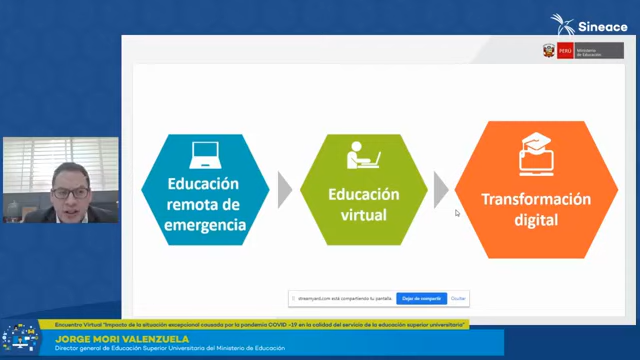 Sineace
PERÚ
Ministerio
de Educación
Educación
remota de
emergencia
Educación
virtual
Transformación
digital
streamyard.com está compartiendo tu pantalla.
Dejar de compartir
Ocultar
Encuentro Virtual "Impacto de la situación excepcional causada por la pandemia COVID -19 en la calidad del servicio de la educación superior universitaria"
JORGE MORI VALENZUELA
Director general de Educación Superior Universitaria del Ministerio de Educación